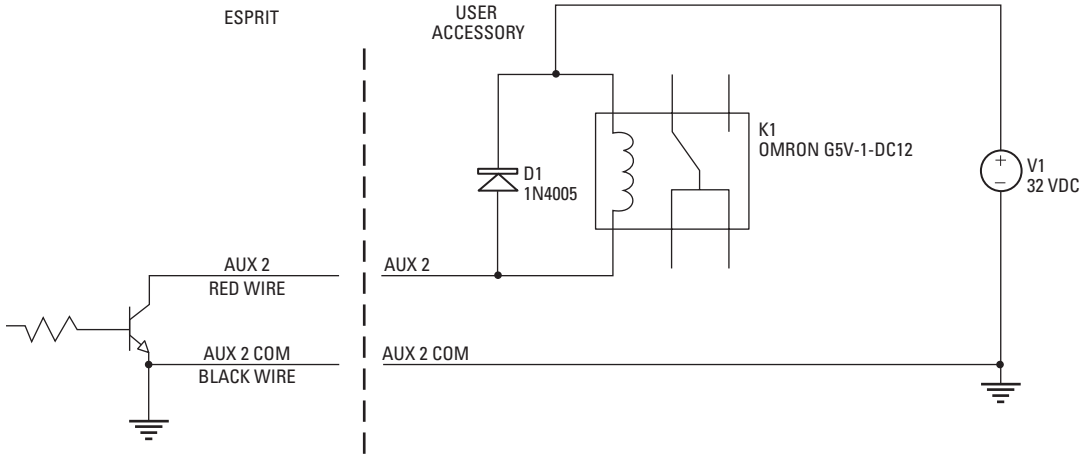 ESPRIT
USER
ACCESSORY
K1
OMRON G5V-1-DC12
D1
1N4005
+
−
V1
32 VDC
AUX 2
RED WIRE
AUX 2
AUX 2 COM
BLACK WIRE
AUX 2 COM